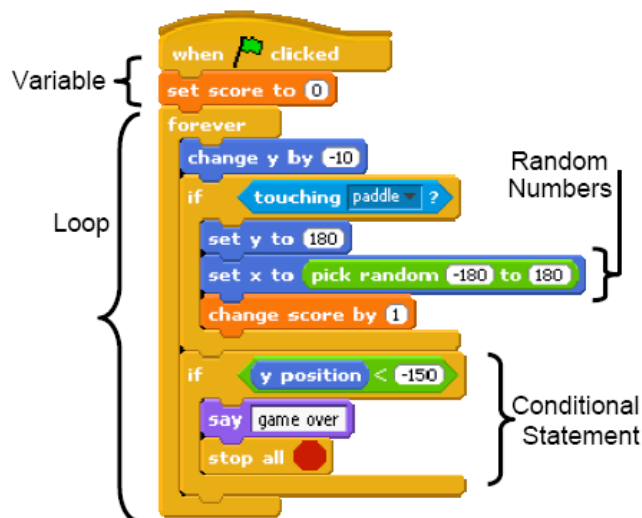 when clicked
Variable
set score to 0
forever
change y by -10
Random
Numbers
if touching paddle ?
Loop
set y to 180
set x to pick random -180 to 180
change score by 1
if y position < -150
Conditional
Statement
say game over
stop all